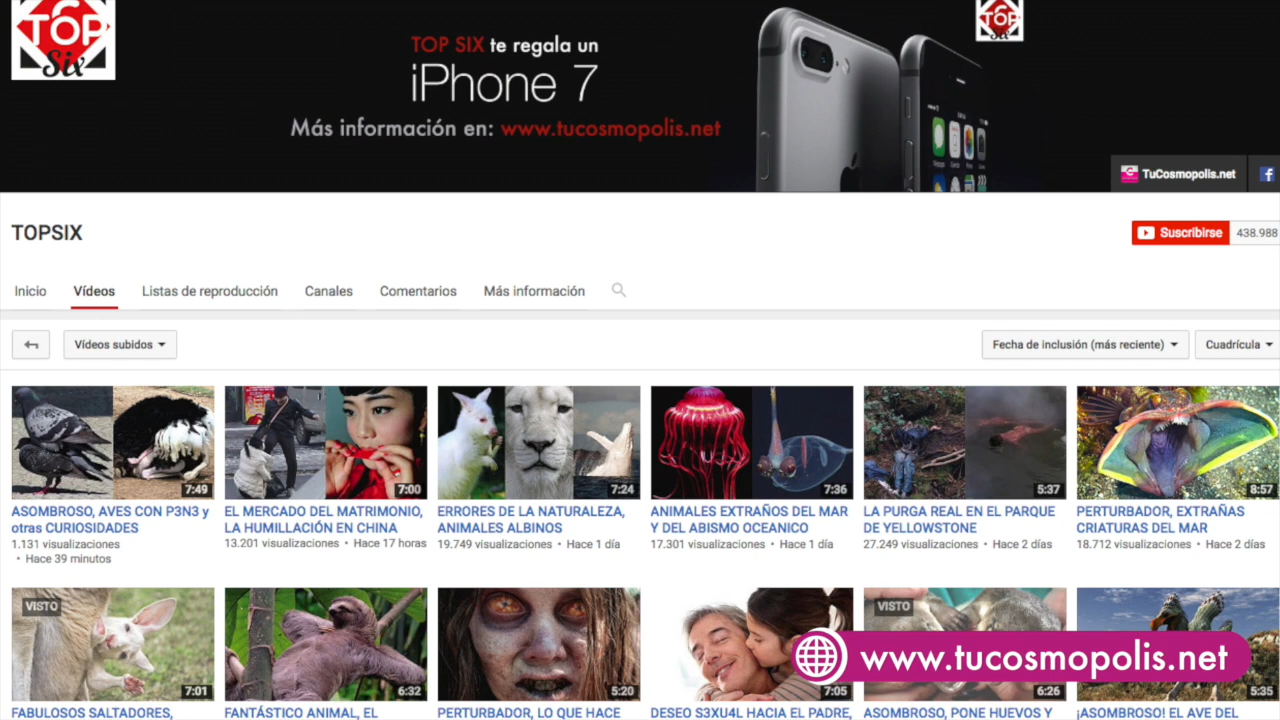 TOP
Six
TOP SIX te regala un
iPhone 7
Más información en: www.tucosmopolis.net
TOP
Six
TuCosmopolis.net
f
TOPSIX
Suscribirse 438.988
Inicio Vídeos Listas de reproducción Canales Comentarios Más información
Vídeos subidos Fecha de inclusión (más reciente) Cuadrícula
7:49 7:00 7:24 7:36 5:37 8:57
ASOMBROSO, AVES CON P3N3 y
otras CURIOSIDADES
1.131 visualizaciones
• Hace 39 minutos
EL MERCADO DEL MATRIMONIO,
LA HUMILLACIÓN EN CHINA
13.201 visualizaciones • Hace 17 horas
ERRORES DE LA NATURALEZA,
ANIMALES ALBINOS
19.749 visualizaciones • Hace 1 día
ANIMALES EXTRAÑOS DEL MAR
Y DEL ABISMO OCEANICO
17.301 visualizaciones • Hace 1 día
LA PURGA REAL EN EL PARQUE
DE YELLOWSTONE
27.249 visualizaciones • Hace 2 días
PERTURBADOR, EXTRAÑAS
CRIATURAS DEL MAR
18.712 visualizaciones • Hace 2 días
VISTO VISTO
7:01 6:32 5:20 7:05 6:26 5:35
www.tucosmopolis.net
FABULOSOS SALTADORES,
FANTÁSTICO ANIMAL, EL
PERTURBADOR, LO QUE HACE
DESEO S3XU4L HACIA EL PADRE,
ASOMBROSO, PONE HUEVOS Y
¡ASOMBROSO! EL AVE DEL